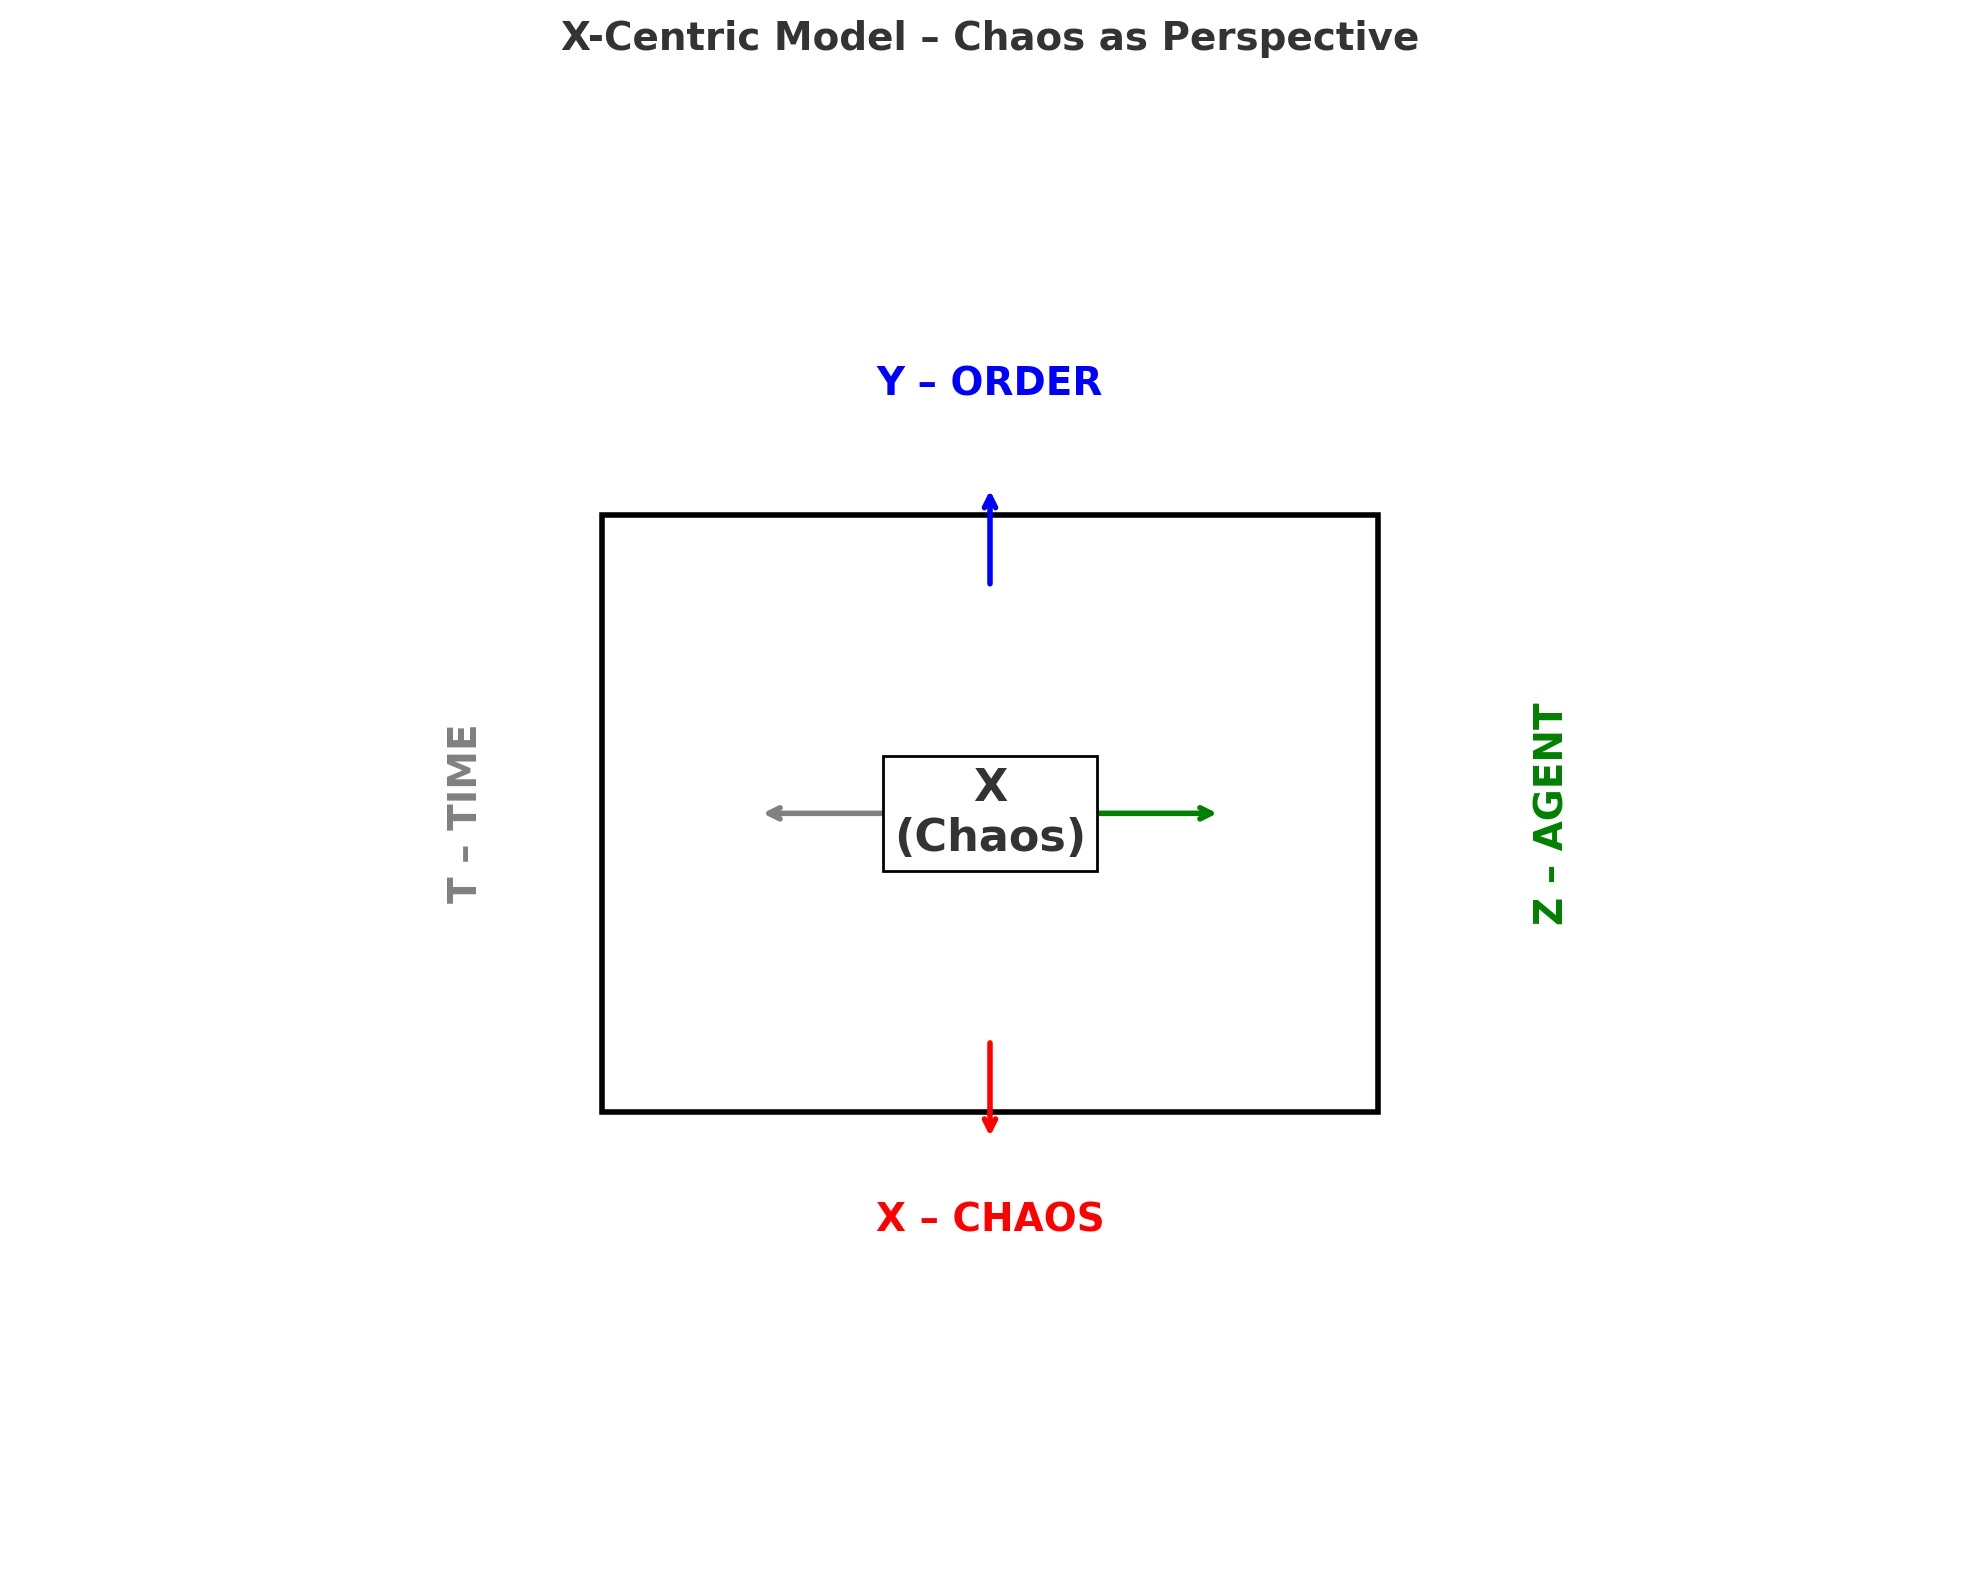 X-Centric Model – Chaos as Perspective
Y – ORDER
T – TIME
X
(Chaos)
Z – AGENT
X – CHAOS